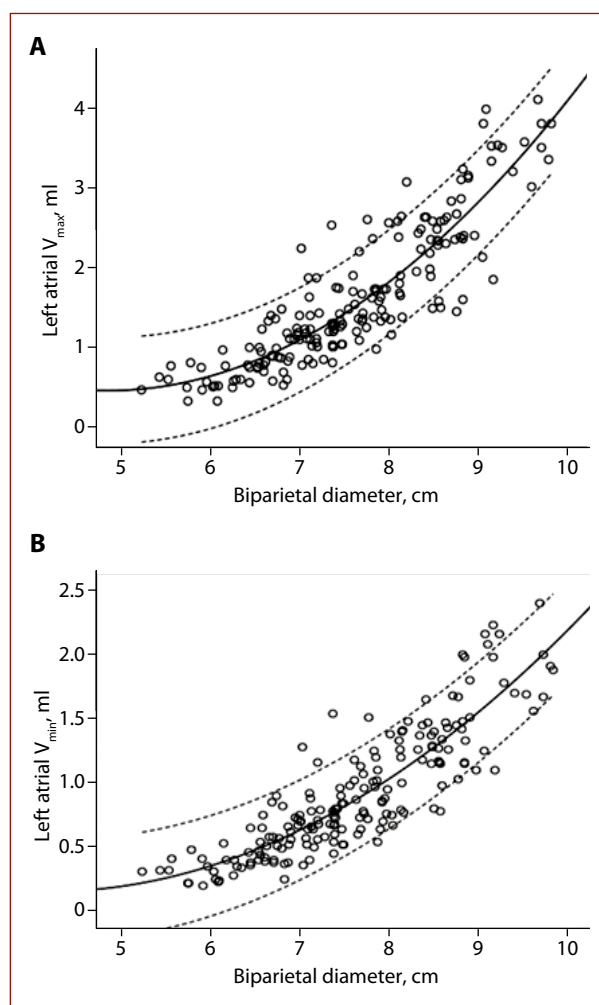 A
4
3
2
1
0
Left atrial Vmax, ml
5 6 7 8 9 10
Biparietal diameter, cm
B
2.5
2.0
1.5
1.0
0.5
0
Left atrial Vmin, ml
5 6 7 8 9 10
Biparietal diameter, cm